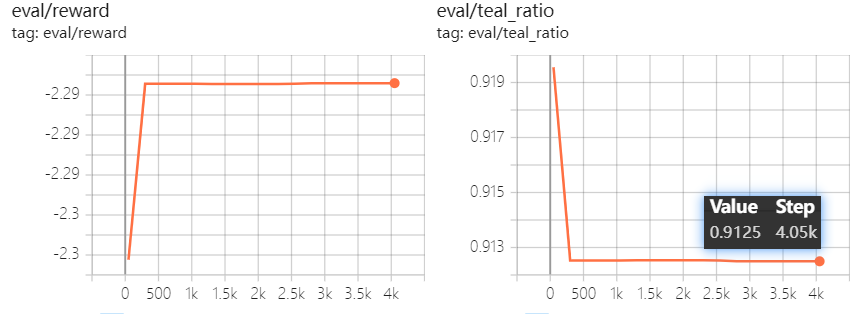 eval/reward
tag: eval/reward
-2.29
-2.29
-2.29
-2.3
-2.3
0 500 1k 1.5k 2k 2.5k 3k 3.5k 4k
eval/teal_ratio
tag: eval/teal_ratio
0.919
0.917
0.915
0.913
Value Step
0.9125 4.05k
0 500 1k 1.5k 2k 2.5k 3k 3.5k 4k